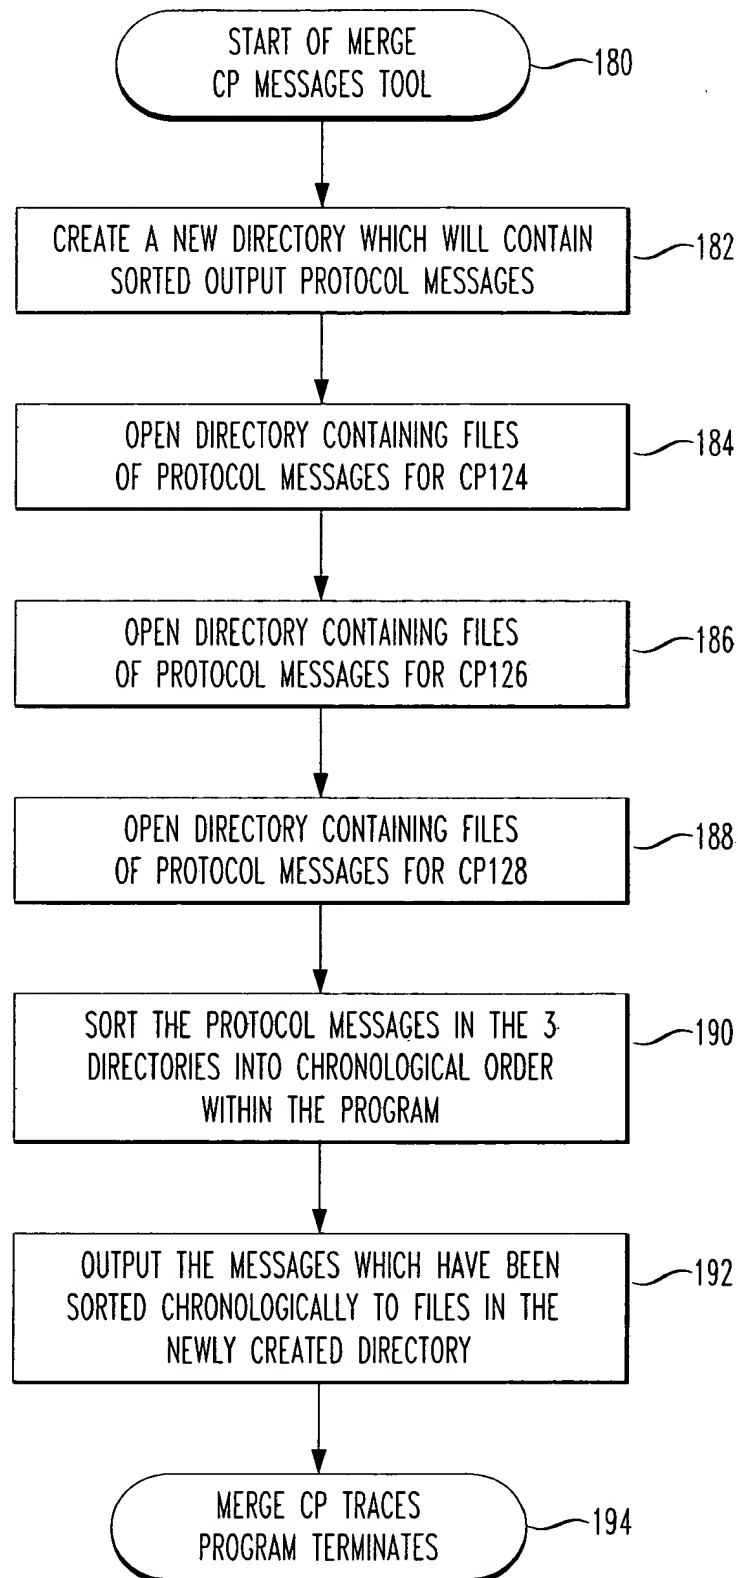 START OF MERGE
CP MESSAGES TOOL
180
CREATE A NEW DIRECTORY WHICH WILL CONTAIN
SORTED OUTPUT PROTOCOL MESSAGES
182
OPEN DIRECTORY CONTAINING FILES
OF PROTOCOL MESSAGES FOR CP124
184
OPEN DIRECTORY CONTAINING FILES
OF PROTOCOL MESSAGES FOR CP126
186
OPEN DIRECTORY CONTAINING FILES
OF PROTOCOL MESSAGES FOR CP128
188
SORT THE PROTOCOL MESSAGES IN THE 3
DIRECTORIES INTO CHRONOLOGICAL ORDER
WITHIN THE PROGRAM
190
OUTPUT THE MESSAGES WHICH HAVE BEEN
SORTED CHRONOLOGICALLY TO FILES IN THE
NEWLY CREATED DIRECTORY
192
MERGE CP TRACES
PROGRAM TERMINATES
194